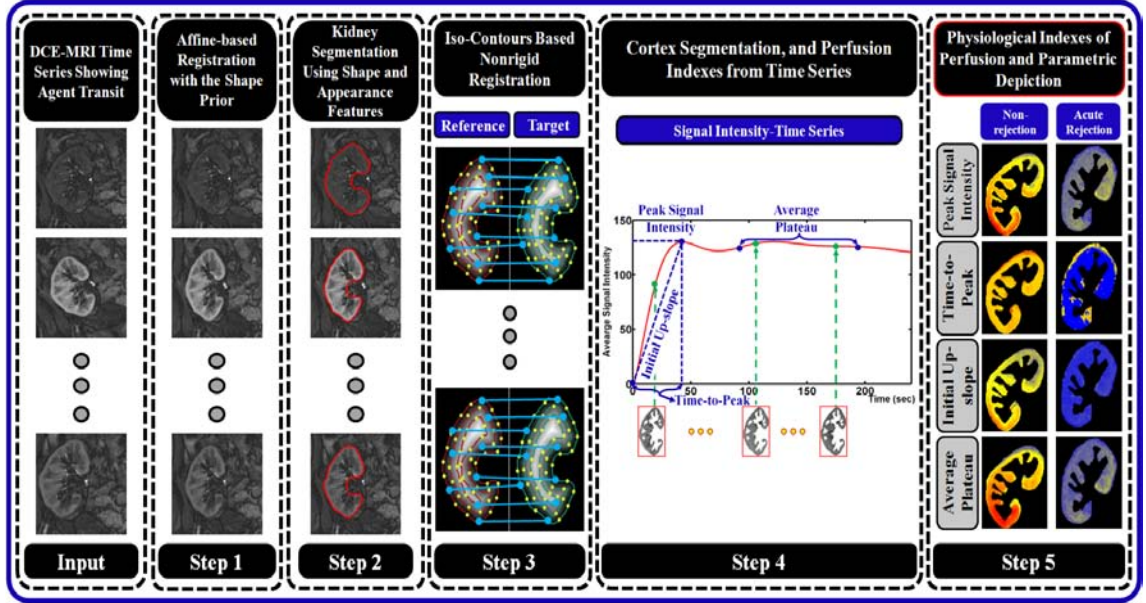 DCE-MRI Time
Series Showing
Agent Transit
Input
Affine-based
Registration
with the Shape
Prior
Step 1
Kidney
Segmentation
Using Shape and
Appearance
Features
Step 2
Iso-Contours Based
Nonrigid
Registration
Reference
Target
Step 3
Cortex Segmentation, and Perfusion
Indexes from Time Series
Signal Intensity-Time Series
Peak Signal
Intensity
Average
Plateau
150
100
50
0
Avearge Signal Intensity
Initial Up-slope
0
50
100
150
200
Time (sec)
Time-to-Peak
Step 4
Physiological Indexes of
Perfusion and Parametric
Depiction
Non-
rejection
Acute
Rejection
Peak Signal
Intensity
Time-to-
Peak
Initial Up-
slope
Average
Plateau
Step 5